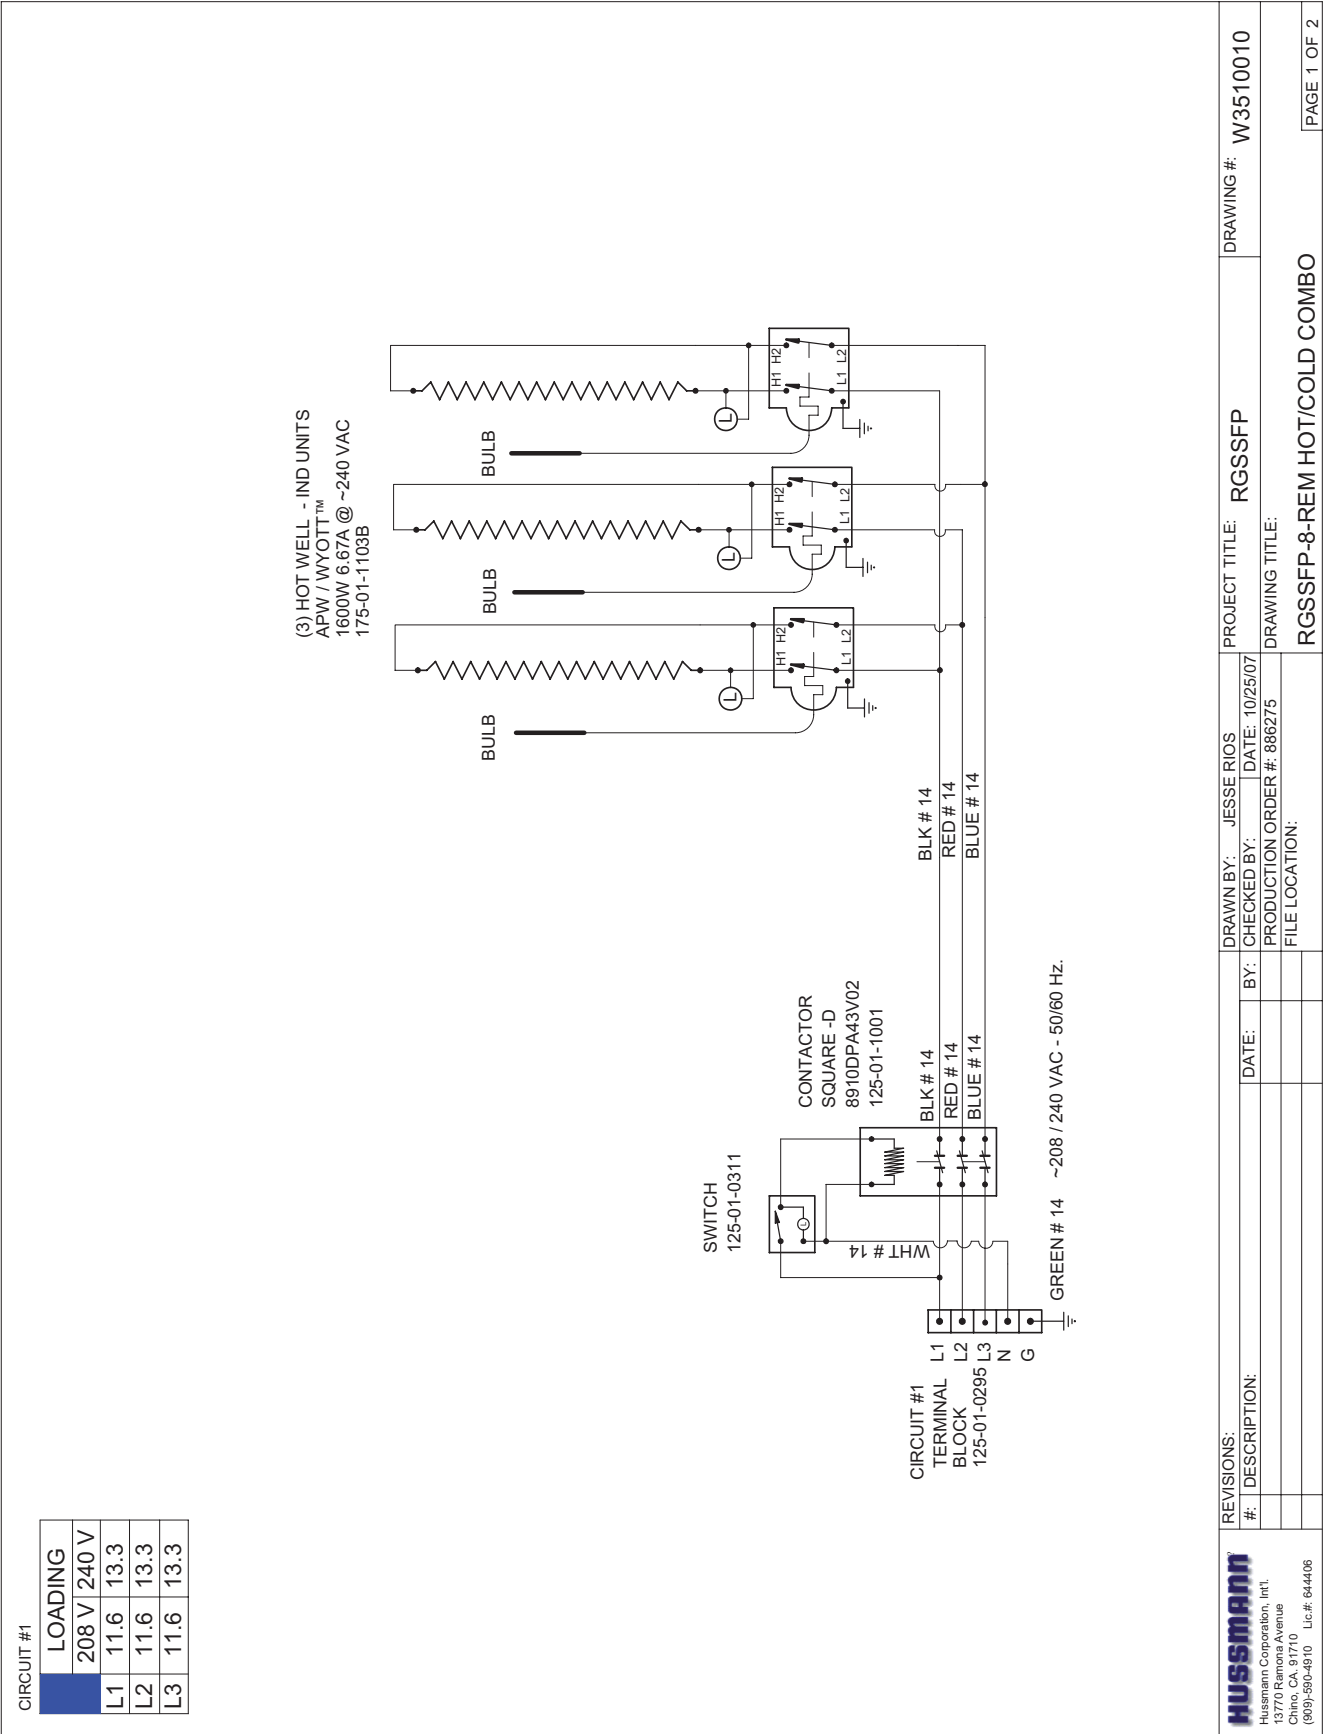 CIRCUIT #1
LOADING
208 V 240 V
L1 11.6 13.3
L2 11.6 13.3
L3 11.6 13.3
(3) HOT WELL - IND UNITS
APW / WYOTT™
1600W 6.67A @ ~240 VAC
175-01-1103B
BULB
BULB
BULB
L
L
L
H1 H2
L1 L2
H1 H2
L1 L2
H1 H2
L1 L2
SWITCH
125-01-0311
L
CONTACTOR
SQUARE -D
8910DPA43V02
125-01-1001
WHT # 14
BLK # 14
RED # 14
BLUE # 14
BLK # 14
RED # 14
BLUE # 14
CIRCUIT #1
TERMINAL
BLOCK
125-01-0295
L1
L2
L3
N
G
GREEN # 14 ~208 / 240 VAC - 50/60 Hz.
HUSSMANN
Hussmann Corporation, Int'l.
13770 Ramona Avenue
Chino, CA. 91710
(909)-590-4910 Lic.#: 644406
REVISIONS:
#: DESCRIPTION: DATE: BY:
DRAWN BY: JESSE RIOS
CHECKED BY: DATE: 10/25/07
PRODUCTION ORDER #: 886275
FILE LOCATION:
PROJECT TITLE: RGSSFP
DRAWING #: W3510010
DRAWING TITLE:
RGSSFP-8-REM HOT/COLD COMBO
PAGE 1 OF 2